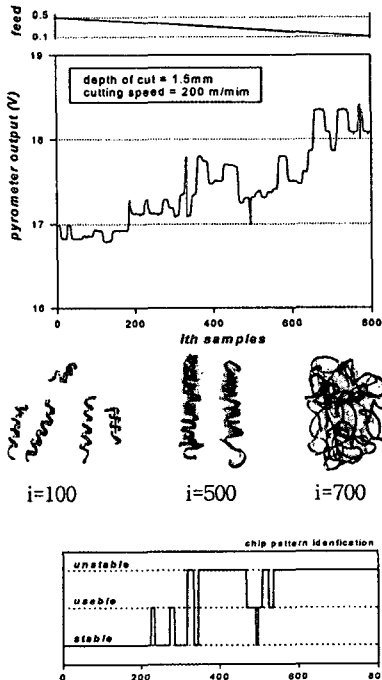 feed
0.5
0.1
19
18
17
16
pyrometer output (V)
depth of cut = 1.5mm
cutting speed = 200 m/mim
0 200 400 600 800
ith samples
i=100 i=500 i=700
chip pattern idenfication
unstable
useble
stable
0 200 400 600 80